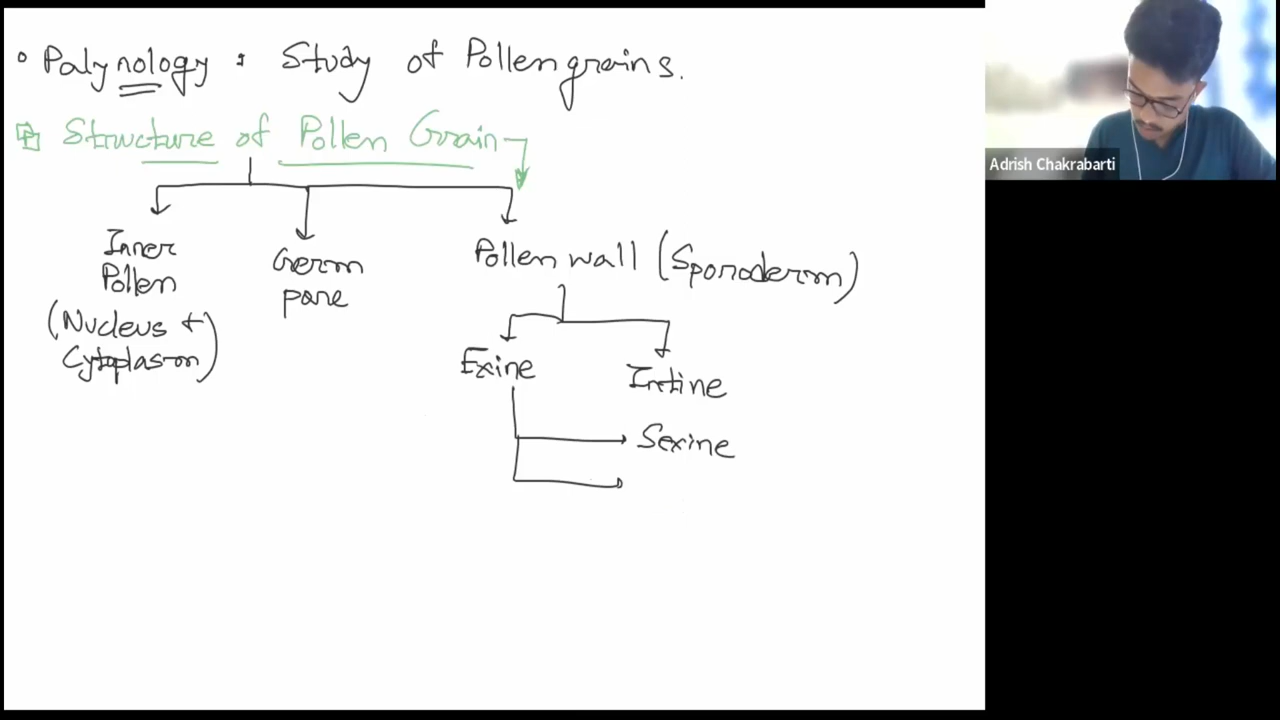 Palynology : Study of Pollen grains.
Structure of Pollen Grain
Inner
Pollen
(Nucleus +
Cytoplasm)
Germ
pore
Pollen wall (Sporoderm)
Exine
Intine
Sexine
Adrish Chakrabarti